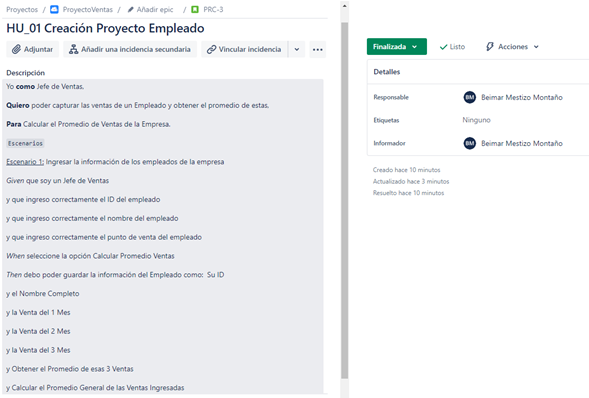 Proyectos / ProyectoVentas / Añadir epic / PRC-3
HU_01 Creación Proyecto Empleado
Adjuntar Añadir una incidencia secundaria Vincular incidencia
Descripción
Yo como Jefe de Ventas.
Quiero poder capturar las ventas de un Empleado y obtener el promedio de estas.
Para Calcular el Promedio de Ventas de la Empresa.
Escenarios
Escenario 1: Ingresar la información de los empleados de la empresa
Given que soy un Jefe de Ventas
y que ingreso correctamente el ID del empleado
y que ingreso correctamente el nombre del empleado
y que ingreso correctamente el punto de venta del empleado
When seleccione la opción Calcular Promedio Ventas
Then debo poder guardar la información del Empleado como: Su ID
y el Nombre Completo
y la Venta del 1 Mes
y la Venta del 2 Mes
y la Venta del 3 Mes
y Obtener el Promedio de esas 3 Ventas
y Calcular el Promedio General de las Ventas Ingresadas
Finalizada Listo Acciones
Detalles
Responsable BM Beimar Mestizo Montaño
Etiquetas Ninguno
Informador BM Beimar Mestizo Montaño
Creado hace 10 minutos
Actualizado hace 3 minutos
Resuelto hace 10 minutos